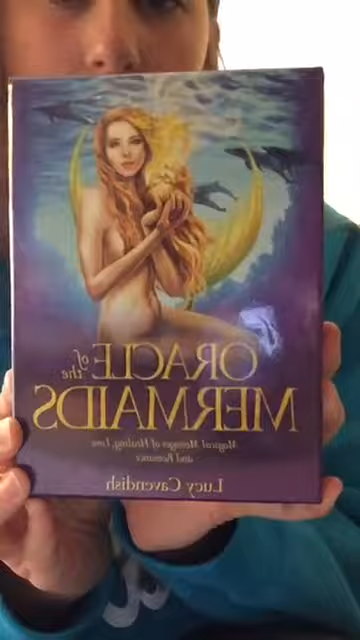 ORACLE of the
MERMAIDS
Magical Messages of Healing, Love
and Romance
Lucy Cavendish